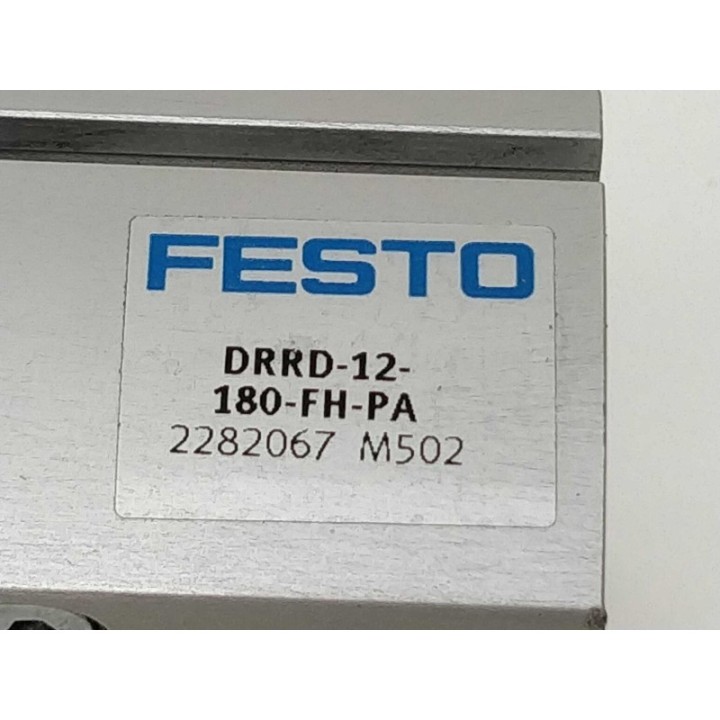 FESTO
DRRD-12-
180-FH-PA
2282067 M502